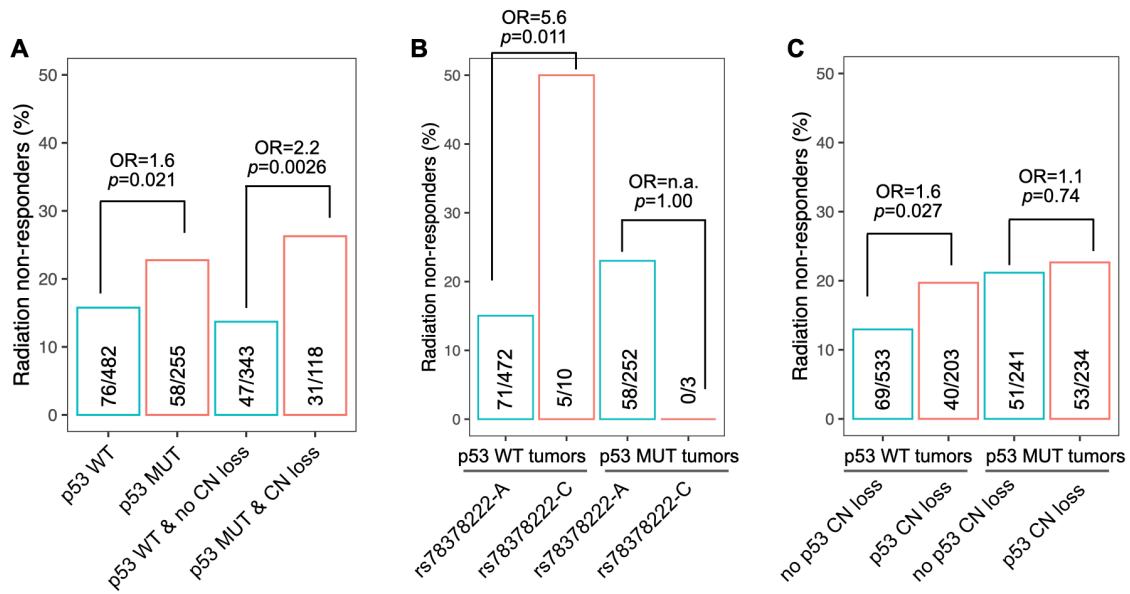 A
Radiation non-responders (%)
50
40
30
20
10
0
OR=1.6
p=0.021
OR=2.2
p=0.0026
76/482
58/255
47/343
31/118
p53 WT
p53 MUT
p53 WT & no CN loss
p53 MUT & CN loss
B
Radiation non-responders (%)
50
40
30
20
10
0
OR=5.6
p=0.011
OR=n.a.
p=1.00
71/472
5/10
58/252
0/3
p53 WT tumors
p53 MUT tumors
rs78378222-A
rs78378222-C
rs78378222-A
rs78378222-C
C
Radiation non-responders (%)
50
40
30
20
10
0
OR=1.6
p=0.027
OR=1.1
p=0.74
69/533
40/203
51/241
53/234
p53 WT tumors
p53 MUT tumors
no p53 CN loss
p53 CN loss
no p53 CN loss
p53 CN loss